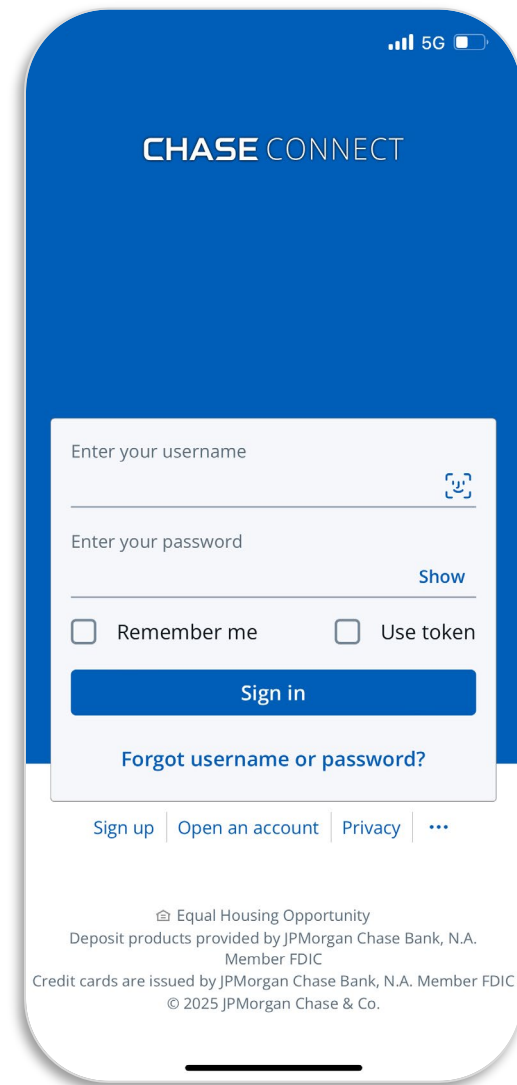 5G
CHASE CONNECT
Enter your username
Enter your password
Show
Remember me Use token
Sign in
Forgot username or password?
Sign up Open an account Privacy ...
Equal Housing Opportunity
Deposit products provided by JPMorgan Chase Bank, N.A.
Member FDIC
Credit cards are issued by JPMorgan Chase Bank, N.A. Member FDIC
© 2025 JPMorgan Chase & Co.